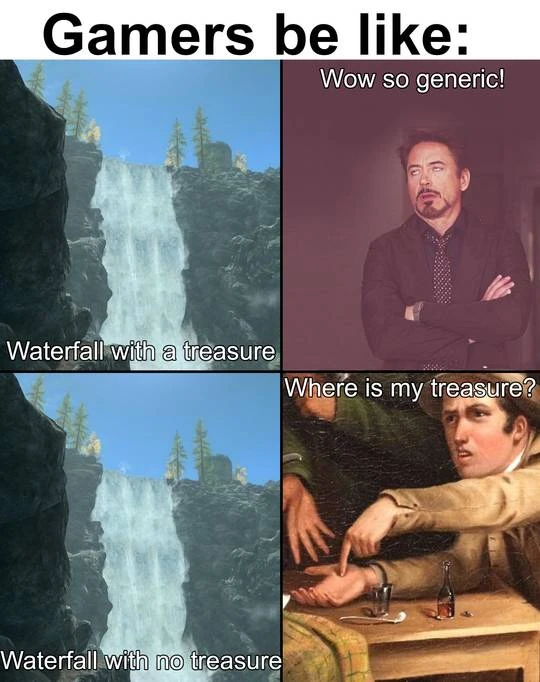 Gamers be like:
Wow so generic!
Waterfall with a treasure
Where is my treasure?
Waterfall with no treasure